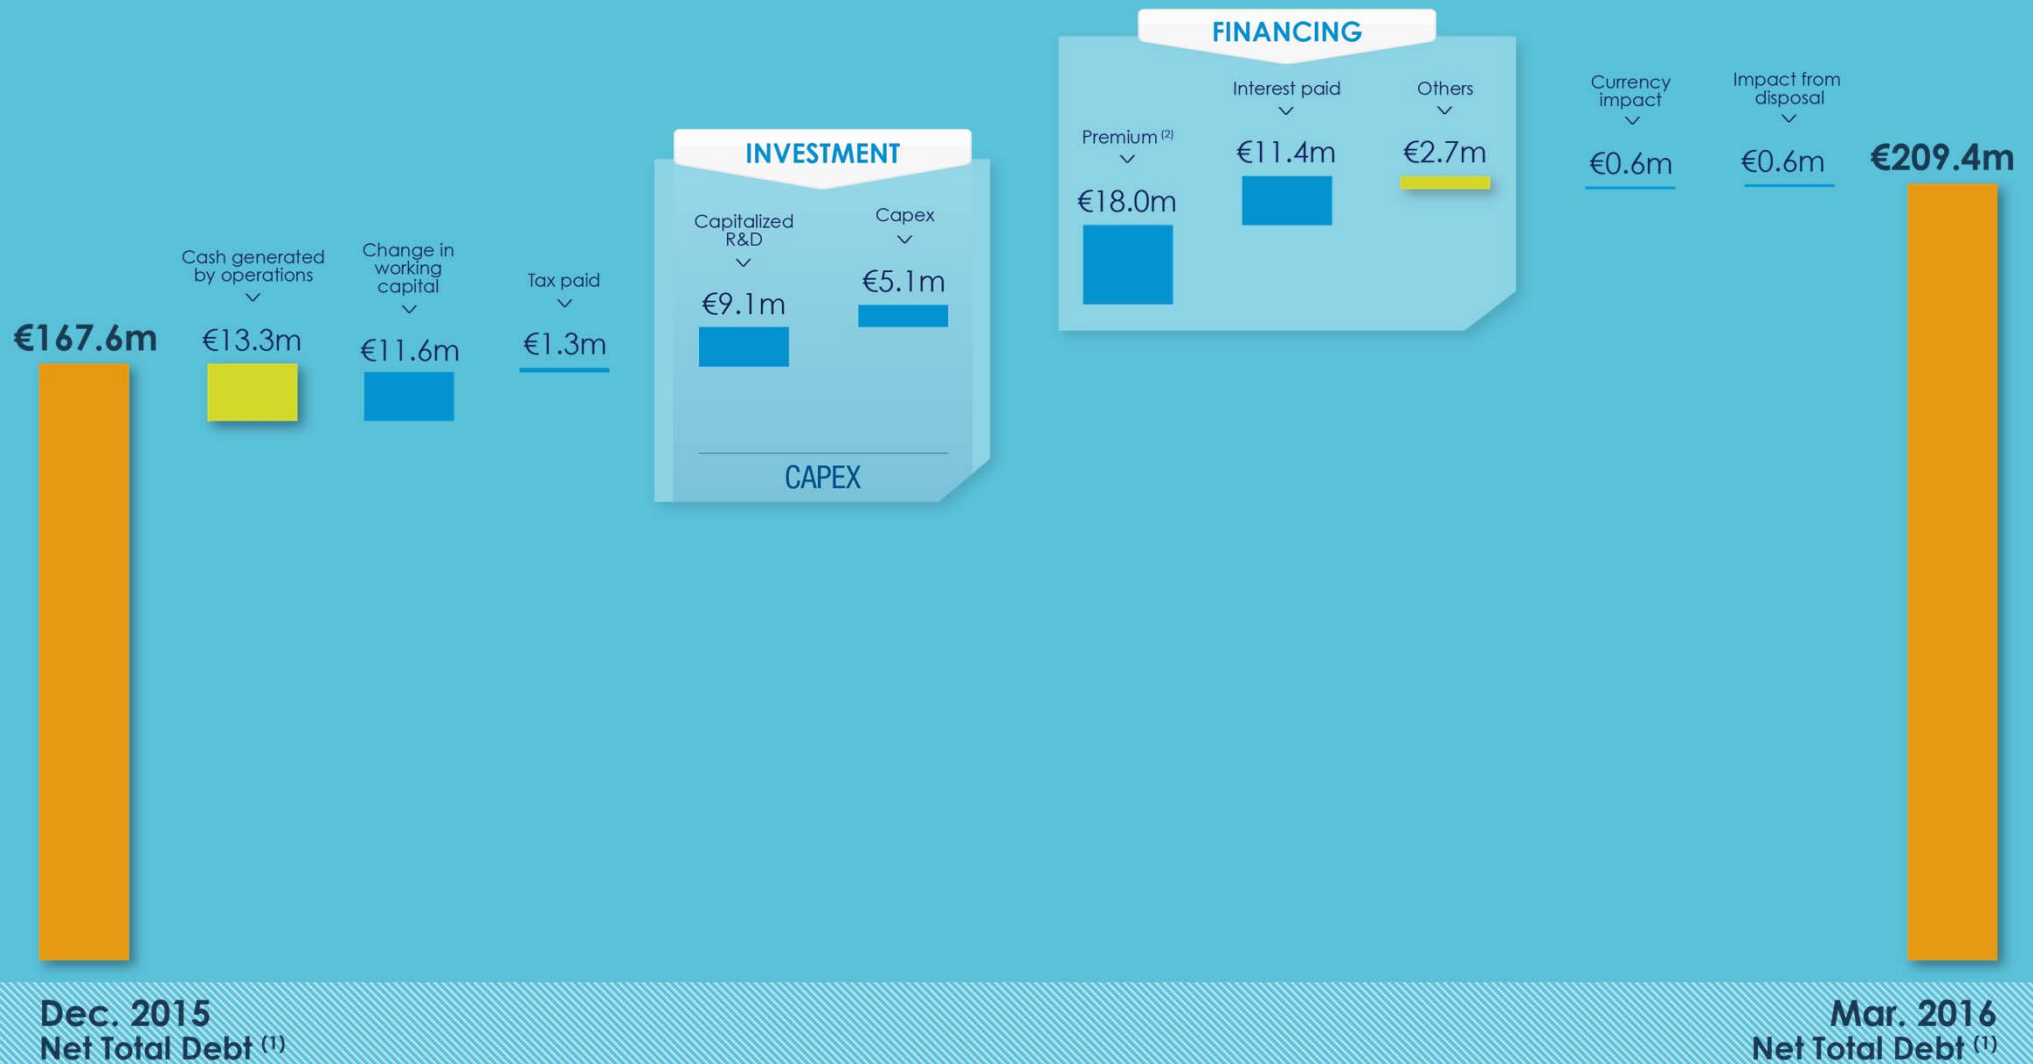 €167.6m
Cash generated
by operations
€13.3m
Change in
working
capital
€11.6m
Tax paid
€1.3m
INVESTMENT
Capitalized
R&D
€9.1m
Capex
€5.1m
CAPEX
FINANCING
Premium (2)
€18.0m
Interest paid
€11.4m
Others
€2.7m
Currency
impact
€0.6m
Impact from
disposal
€0.6m
€209.4m
Dec. 2015
Net Total Debt (1)
Mar. 2016
Net Total Debt (1)